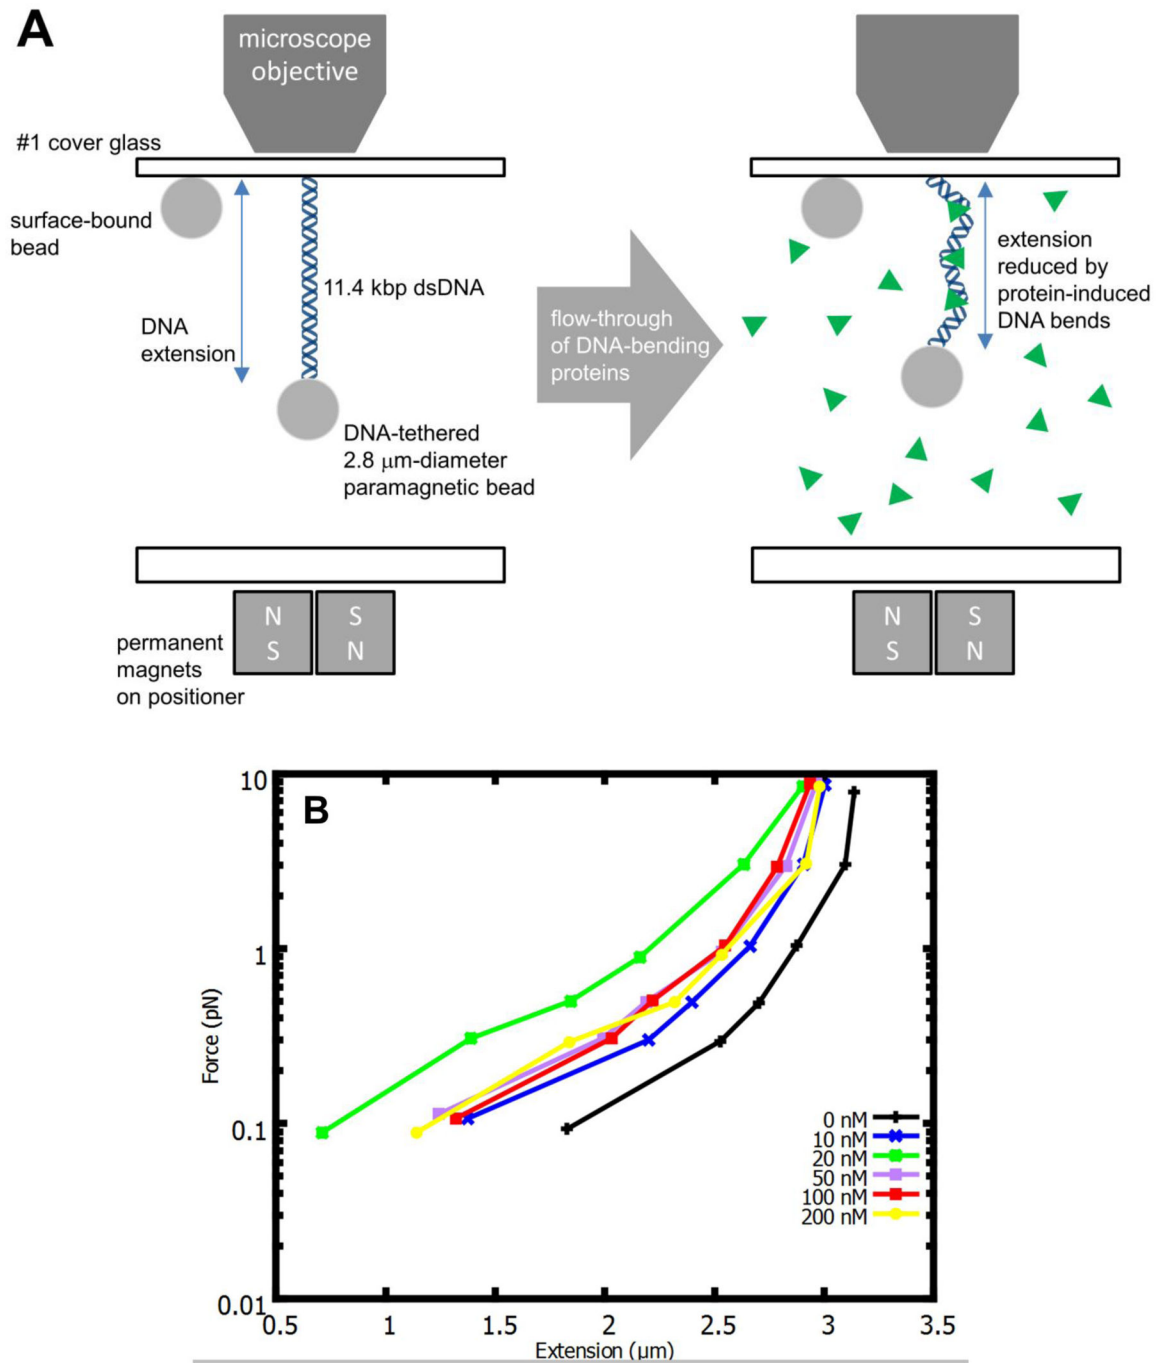 A
microscope
objective
#1 cover glass
surface-bound
bead
11.4 kbp dsDNA
DNA
extension
DNA-tethered
2.8 μm-diameter
paramagnetic bead
flow-through
of DNA-bending
proteins
extension
reduced by
protein-induced
DNA bends
N S
S N
permanent
magnets
on positioner
N S
S N
B
10
1
0.1
0.01
Force (pN)
0 nM
10 nM
20 nM
50 nM
100 nM
200 nM
0.5 1 1.5 2 2.5 3 3.5
Extension (μm)